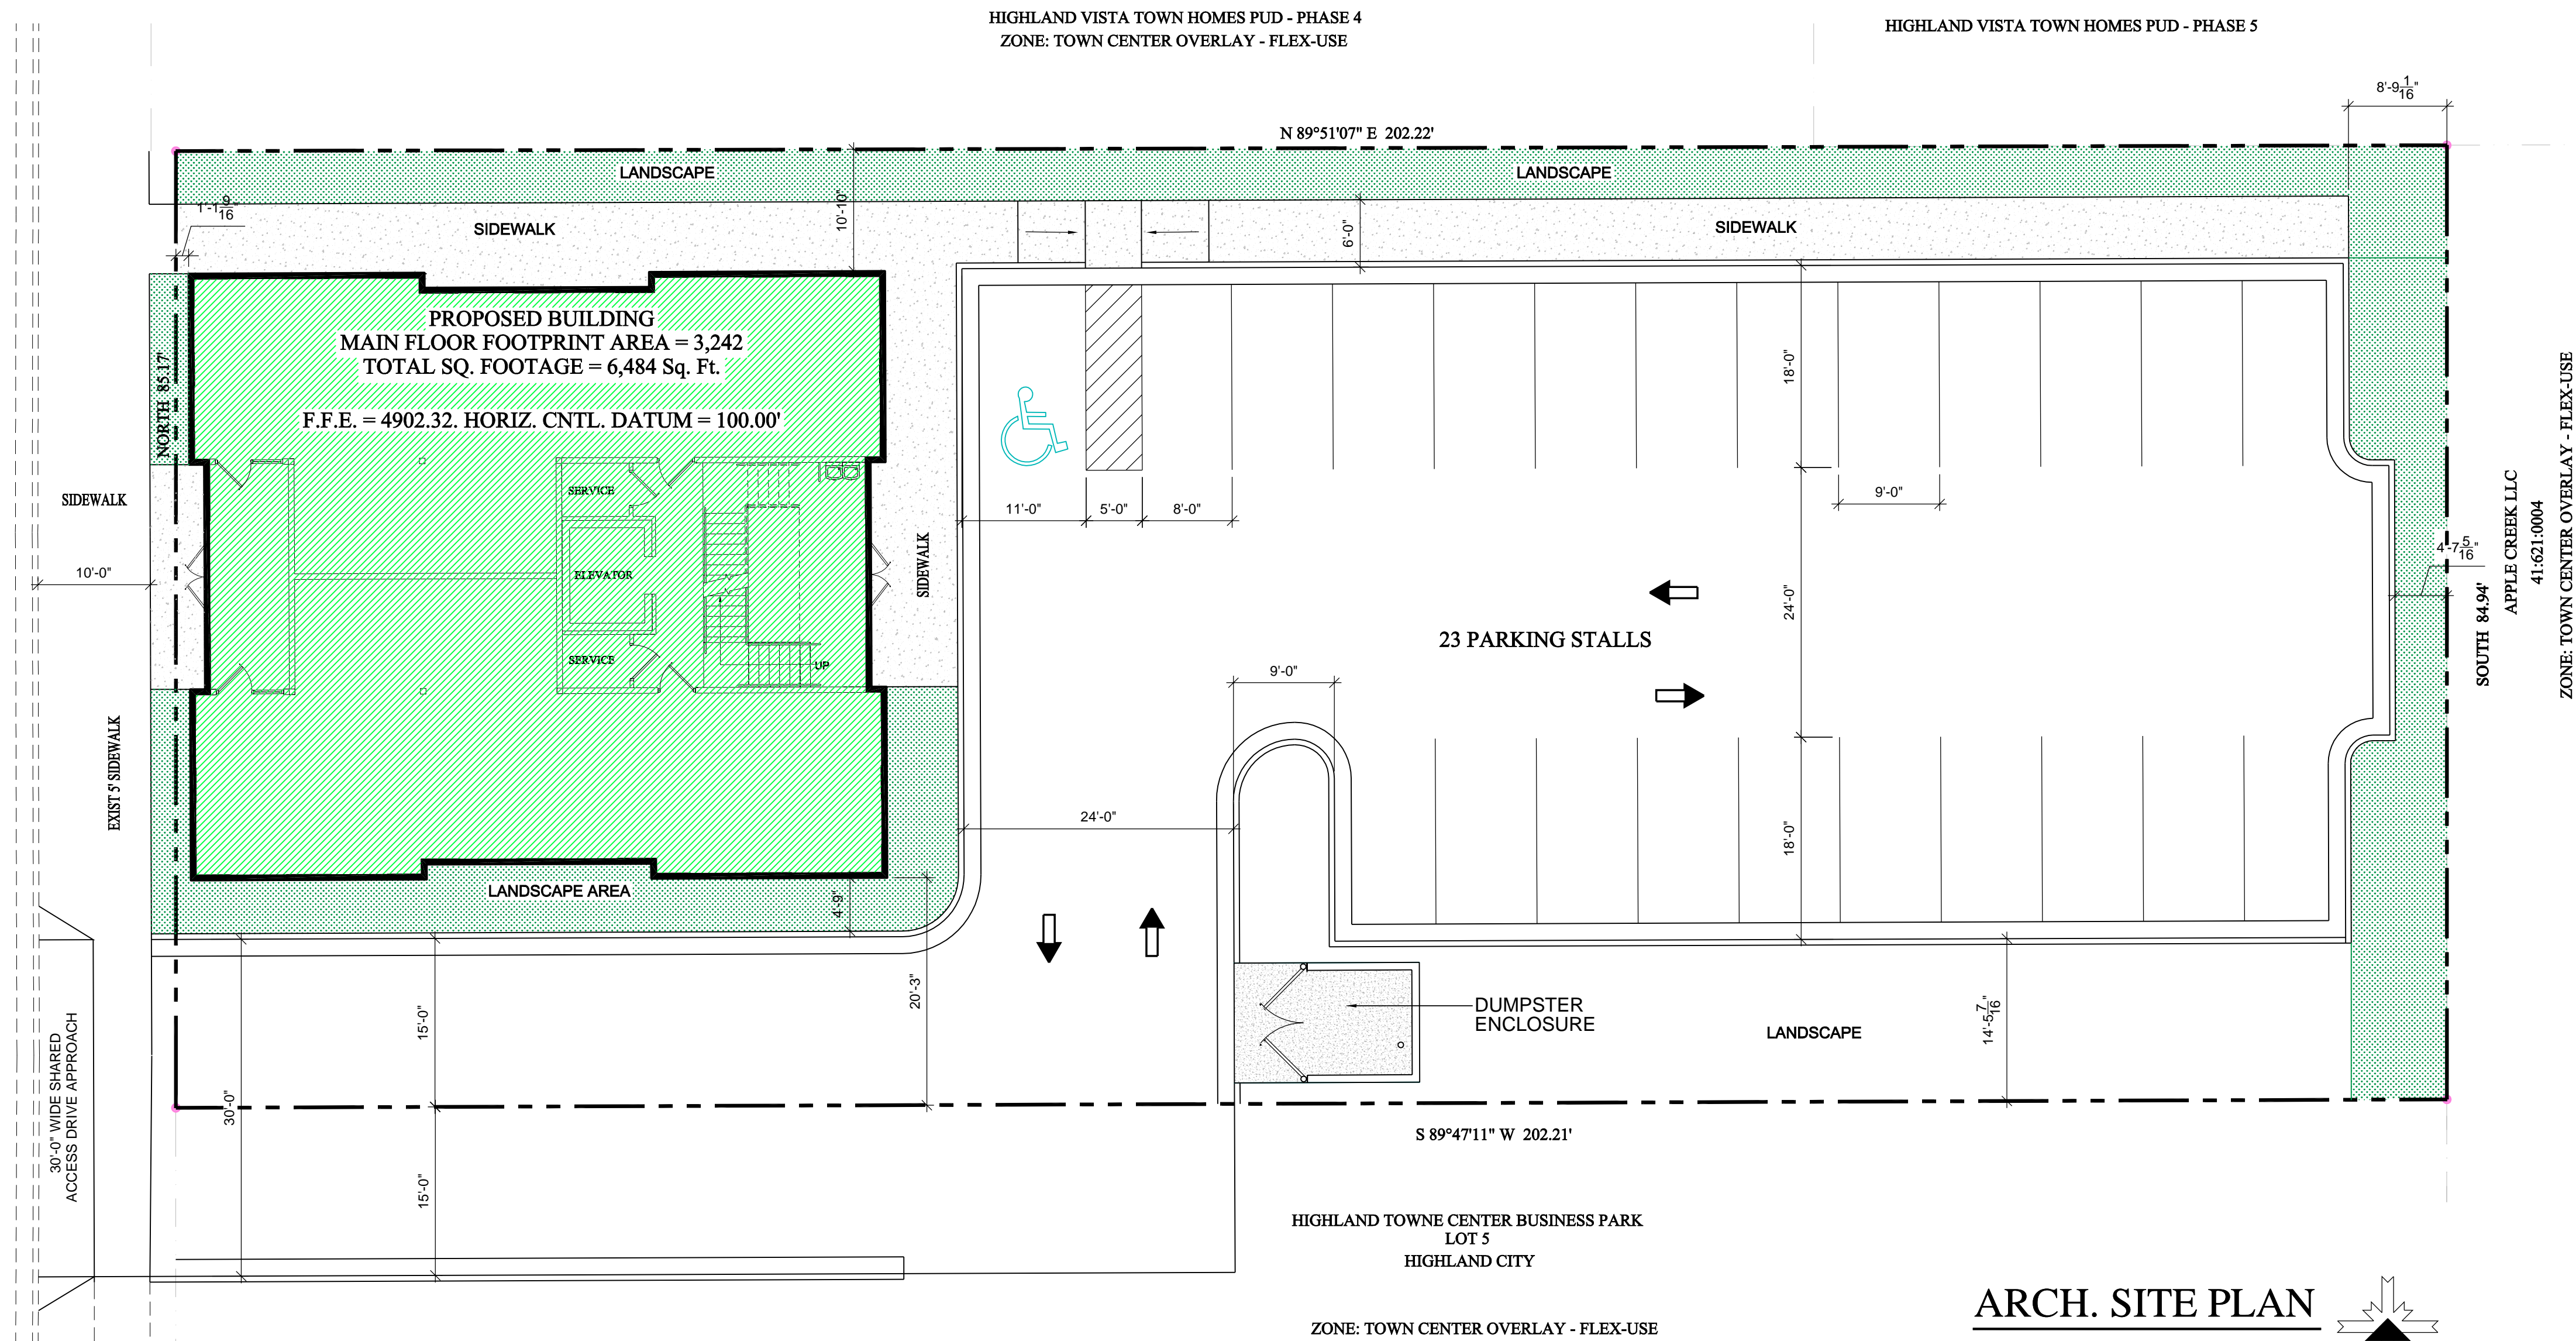 HIGHLAND VISTA TOWN HOMES PUD - PHASE 4
ZONE: TOWN CENTER OVERLAY - FLEX-USE
HIGHLAND VISTA TOWN HOMES PUD - PHASE 5
8'-9 1/16"
N 89°51'07" E 202.22'
LANDSCAPE
LANDSCAPE
1'-1 9/16"
SIDEWALK
10'-10"
6'-0"
SIDEWALK
PROPOSED BUILDING
MAIN FLOOR FOOTPRINT AREA = 3,242
TOTAL SQ. FOOTAGE = 6,484 Sq. Ft.
F.F.E. = 4902.32. HORIZ. CNTL. DATUM = 100.00'
NORTH 85.17'
18'-0"
SIDEWALK
SERVICE
11'-0"
5'-0"
8'-0"
9'-0"
10'-0"
ELEVATOR
SIDEWALK
24'-0"
4'-7 5/16"
SOUTH 84.94'
APPLE CREEK LLC
41:621:0004
ZONE: TOWN CENTER OVERLAY - FLEX-USE
23 PARKING STALLS
SERVICE
UP
9'-0"
EXIST 5' SIDEWALK
24'-0"
18'-0"
LANDSCAPE AREA
4'-9"
20'-3"
15'-0"
30'-0"
15'-0"
DUMPSTER
ENCLOSURE
LANDSCAPE
14'-5 7/16"
30'-0" WIDE SHARED
ACCESS DRIVE APPROACH
S 89°47'11" W 202.21'
HIGHLAND TOWNE CENTER BUSINESS PARK
LOT 5
HIGHLAND CITY
ARCH. SITE PLAN
ZONE: TOWN CENTER OVERLAY - FLEX-USE